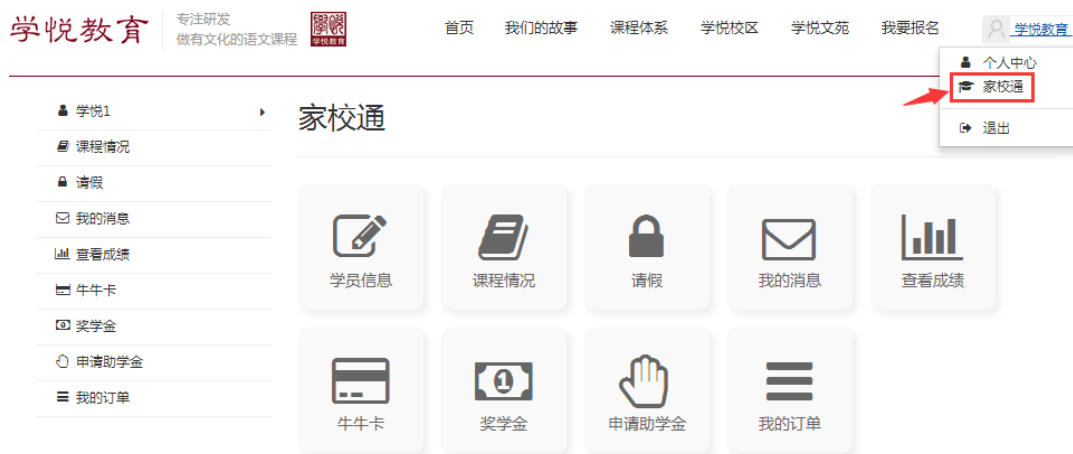 学悦教育
专注研发
做有文化的语文课程
學悅
学悦教育
首页 我们的故事 课程体系 学悦校区 学悦文苑 我要报名 学悦教育
个人中心
家校通
退出
学悦1
课程情况
请假
我的消息
查看成绩
牛牛卡
奖学金
申请助学金
我的订单
家校通
学员信息 课程情况 请假 我的消息 查看成绩
牛牛卡 奖学金 申请助学金 我的订单